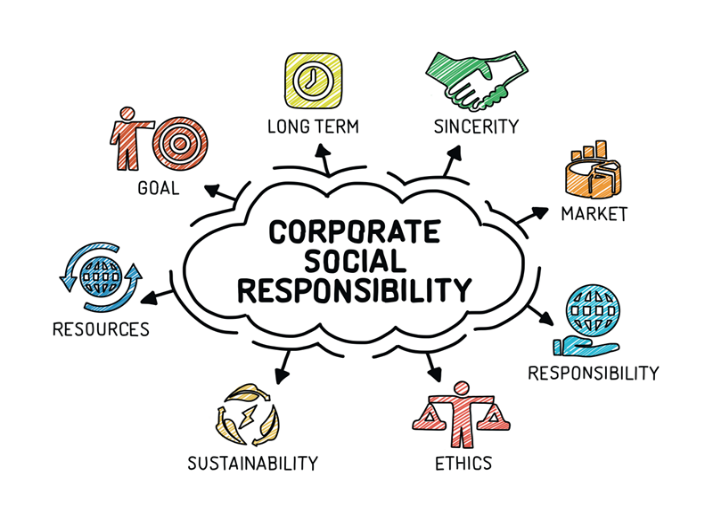 LONG TERM
SINCERITY
GOAL
MARKET
CORPORATE
SOCIAL
RESPONSIBILITY
RESOURCES
RESPONSIBILITY
SUSTAINABILITY
ETHICS